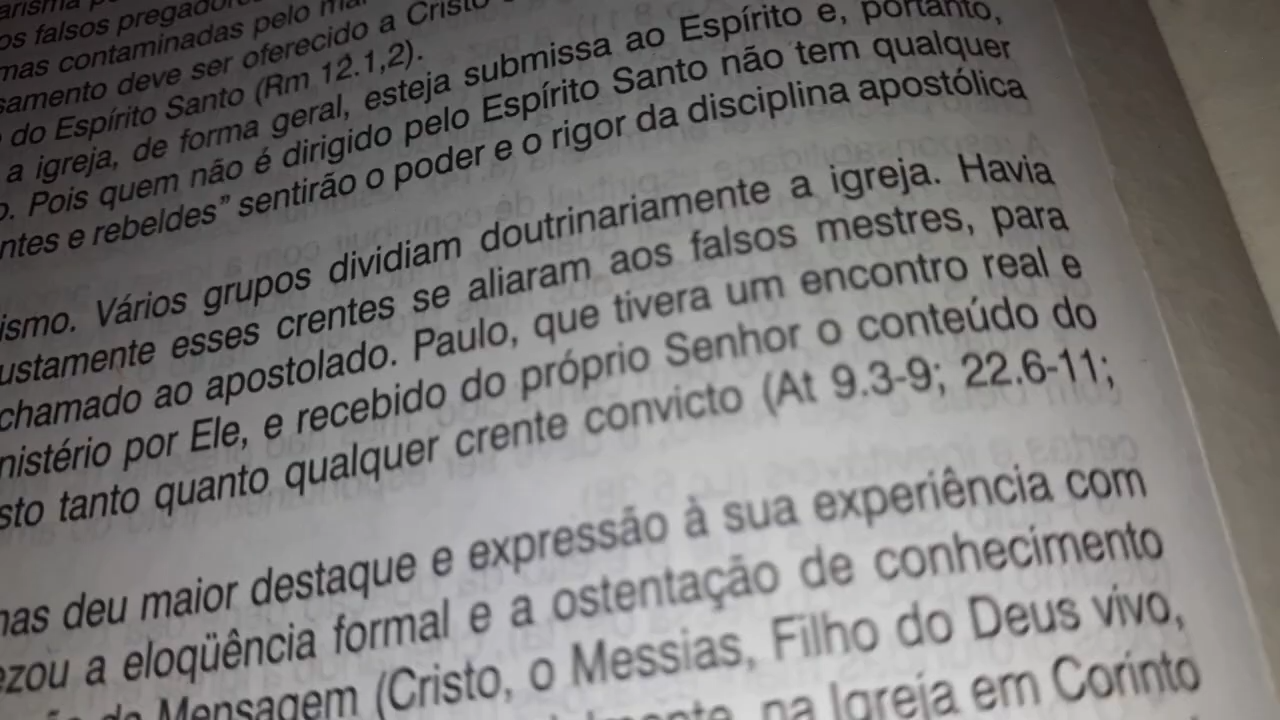 os falsos pregado
mas contaminadas pelo
samento deve ser oferecido a Cristo
do Espírito Santo (Rm 12.1,2).
a igreja, de forma geral, esteja submissa ao Espírito e, portanto,
o. Pois quem não é dirigido pelo Espírito Santo não tem qualquer
ntes e rebeldes” sentirão o poder e o rigor da disciplina apostólica
ismo. Vários grupos dividiam doutrinariamente a igreja. Havia
ustamente esses crentes se aliaram aos falsos mestres, para
chamado ao apostolado. Paulo, que tivera um encontro real e
nistério por Ele, e recebido do próprio Senhor o conteúdo do
sto tanto quanto qualquer crente convicto (At 9.3-9; 22.6-11;
mas deu maior destaque e expressão à sua experiência com
ezou a eloqüência formal e a ostentação de conhecimento
da Mensagem (Cristo, o Messias, Filho do Deus vivo,
na Igreja em Corinto